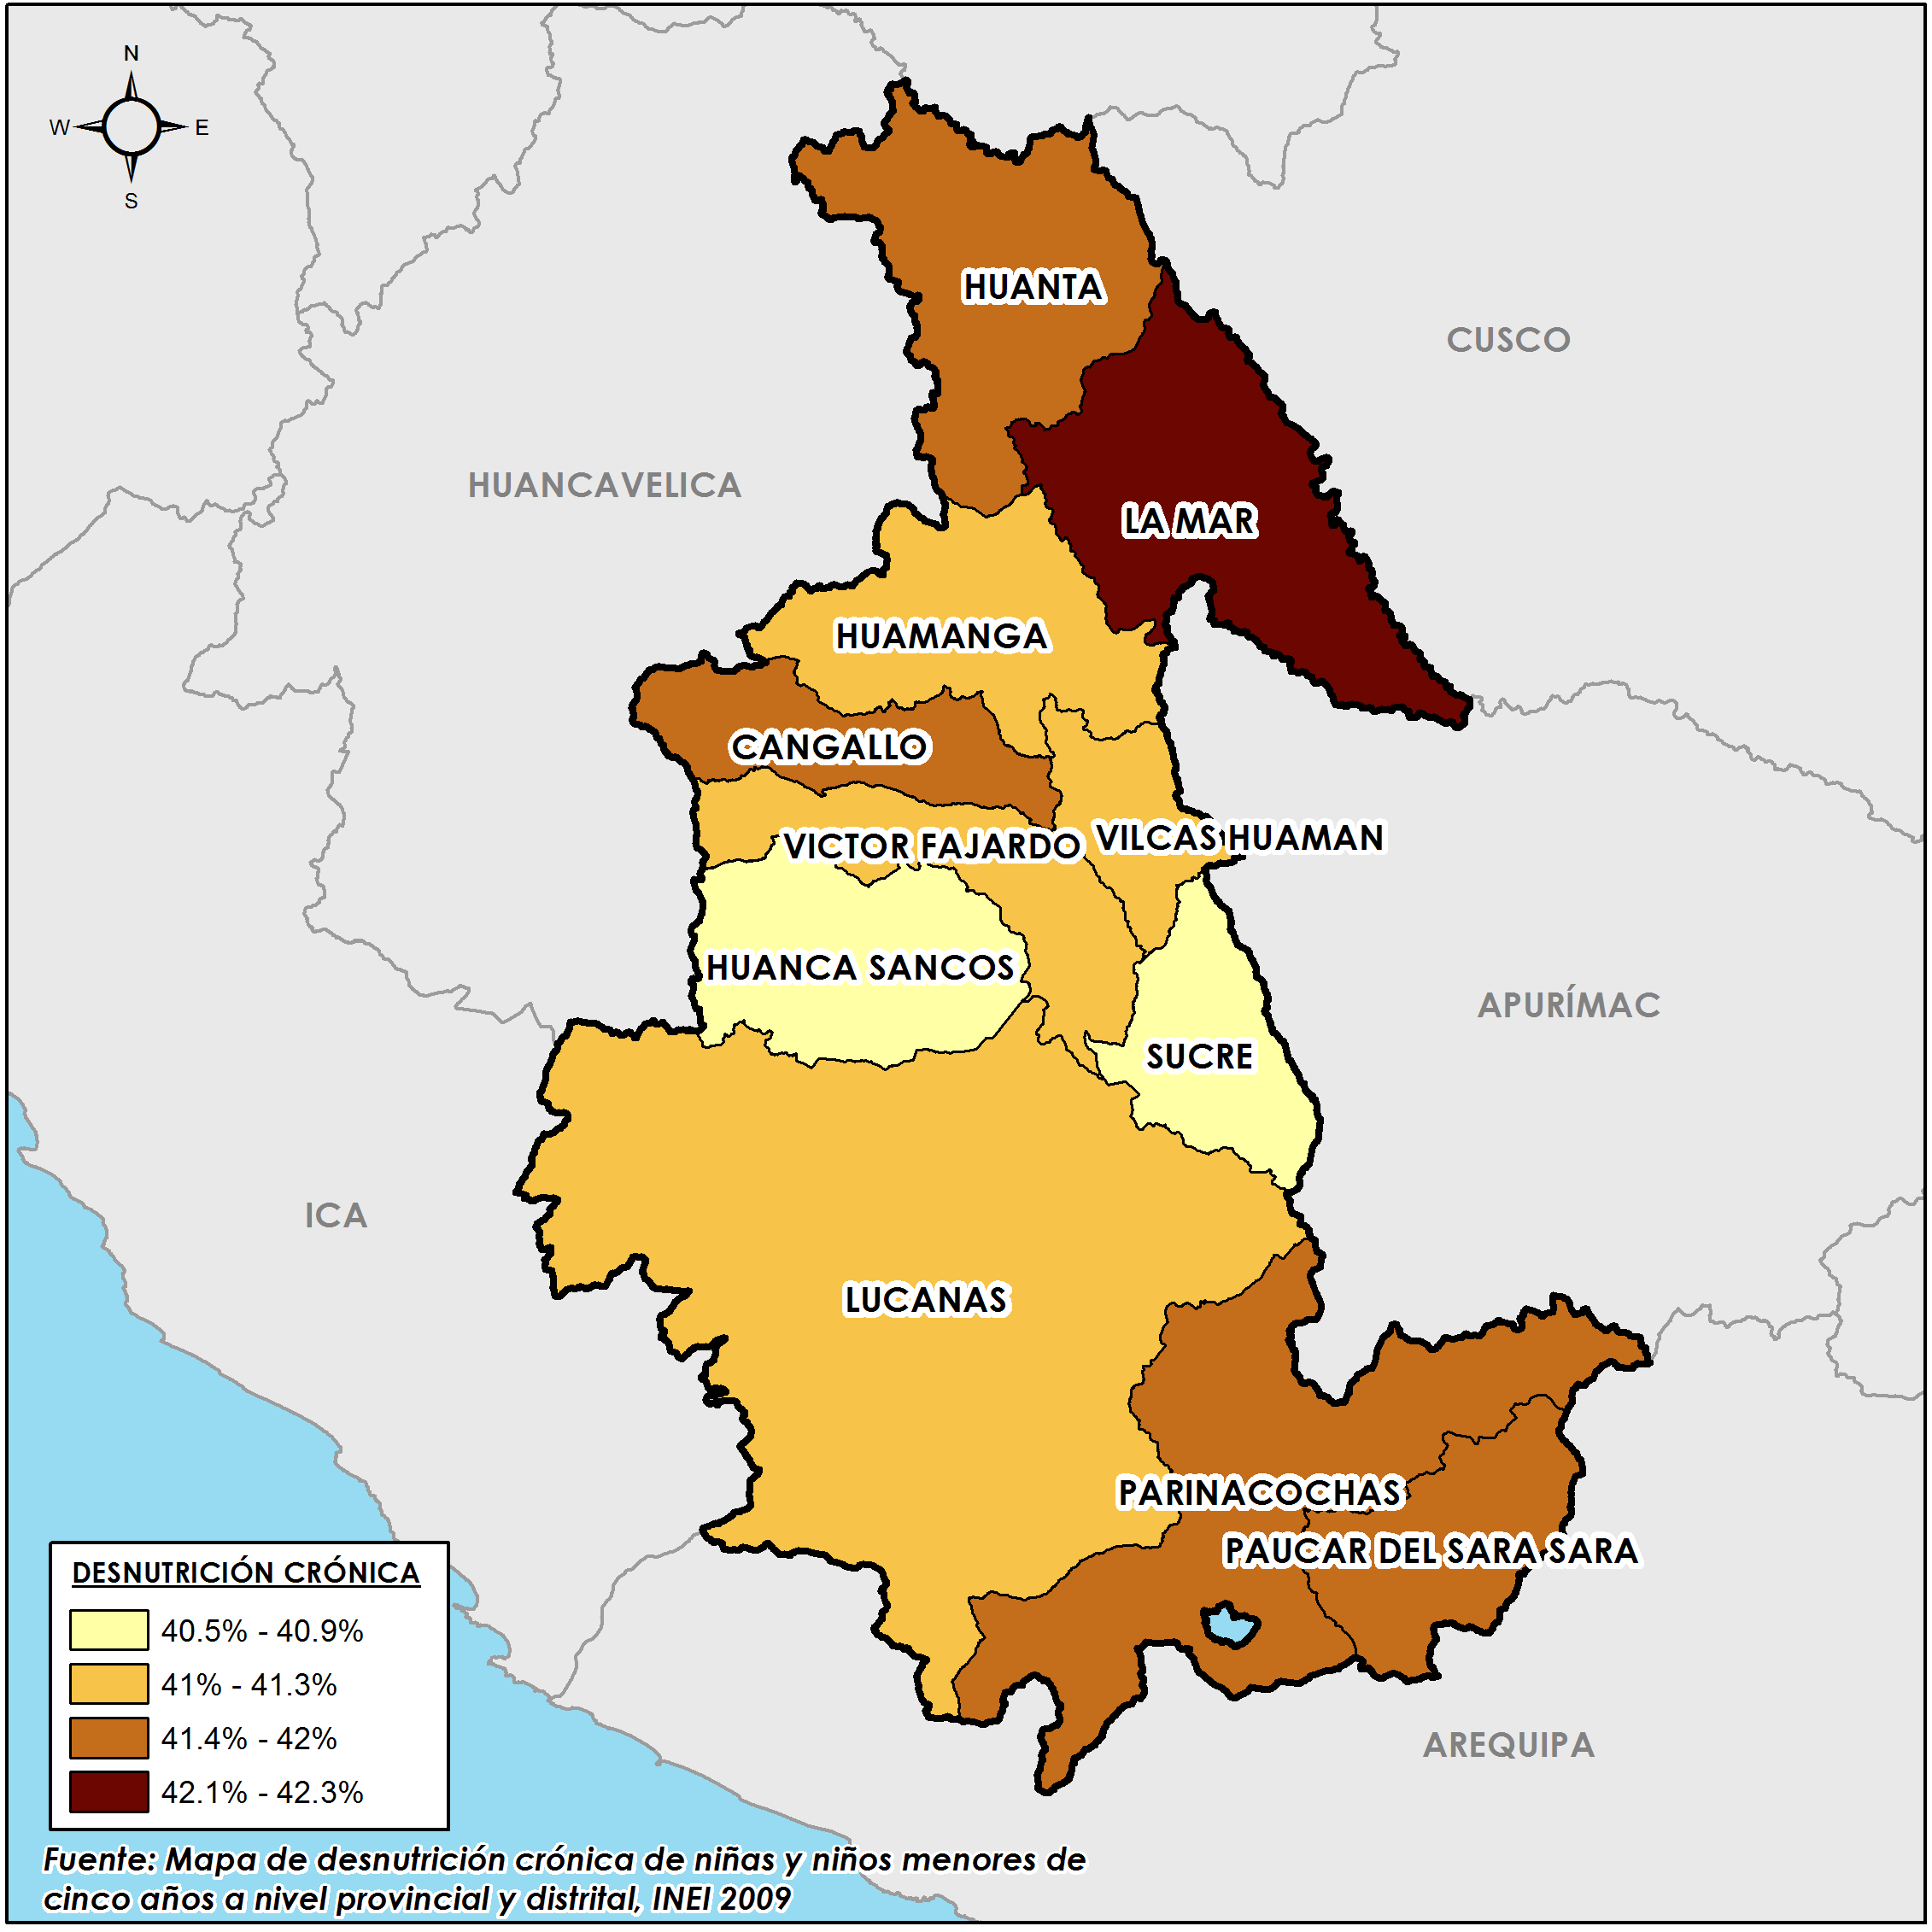 N
W E
S
HUANTA
CUSCO
HUANCAVELICA
LA MAR
HUAMANGA
CANGALLO
VICTOR FAJARDO
VILCAS HUAMAN
HUANCA SANCOS
APURÍMAC
SUCRE
ICA
LUCANAS
PARINACOCHAS
PAUCAR DEL SARA SARA
AREQUIPA
DESNUTRICIÓN CRÓNICA
40.5% - 40.9%
41% - 41.3%
41.4% - 42%
42.1% - 42.3%
Fuente: Mapa de desnutrición crónica de niñas y niños menores de
cinco años a nivel provincial y distrital, INEI 2009